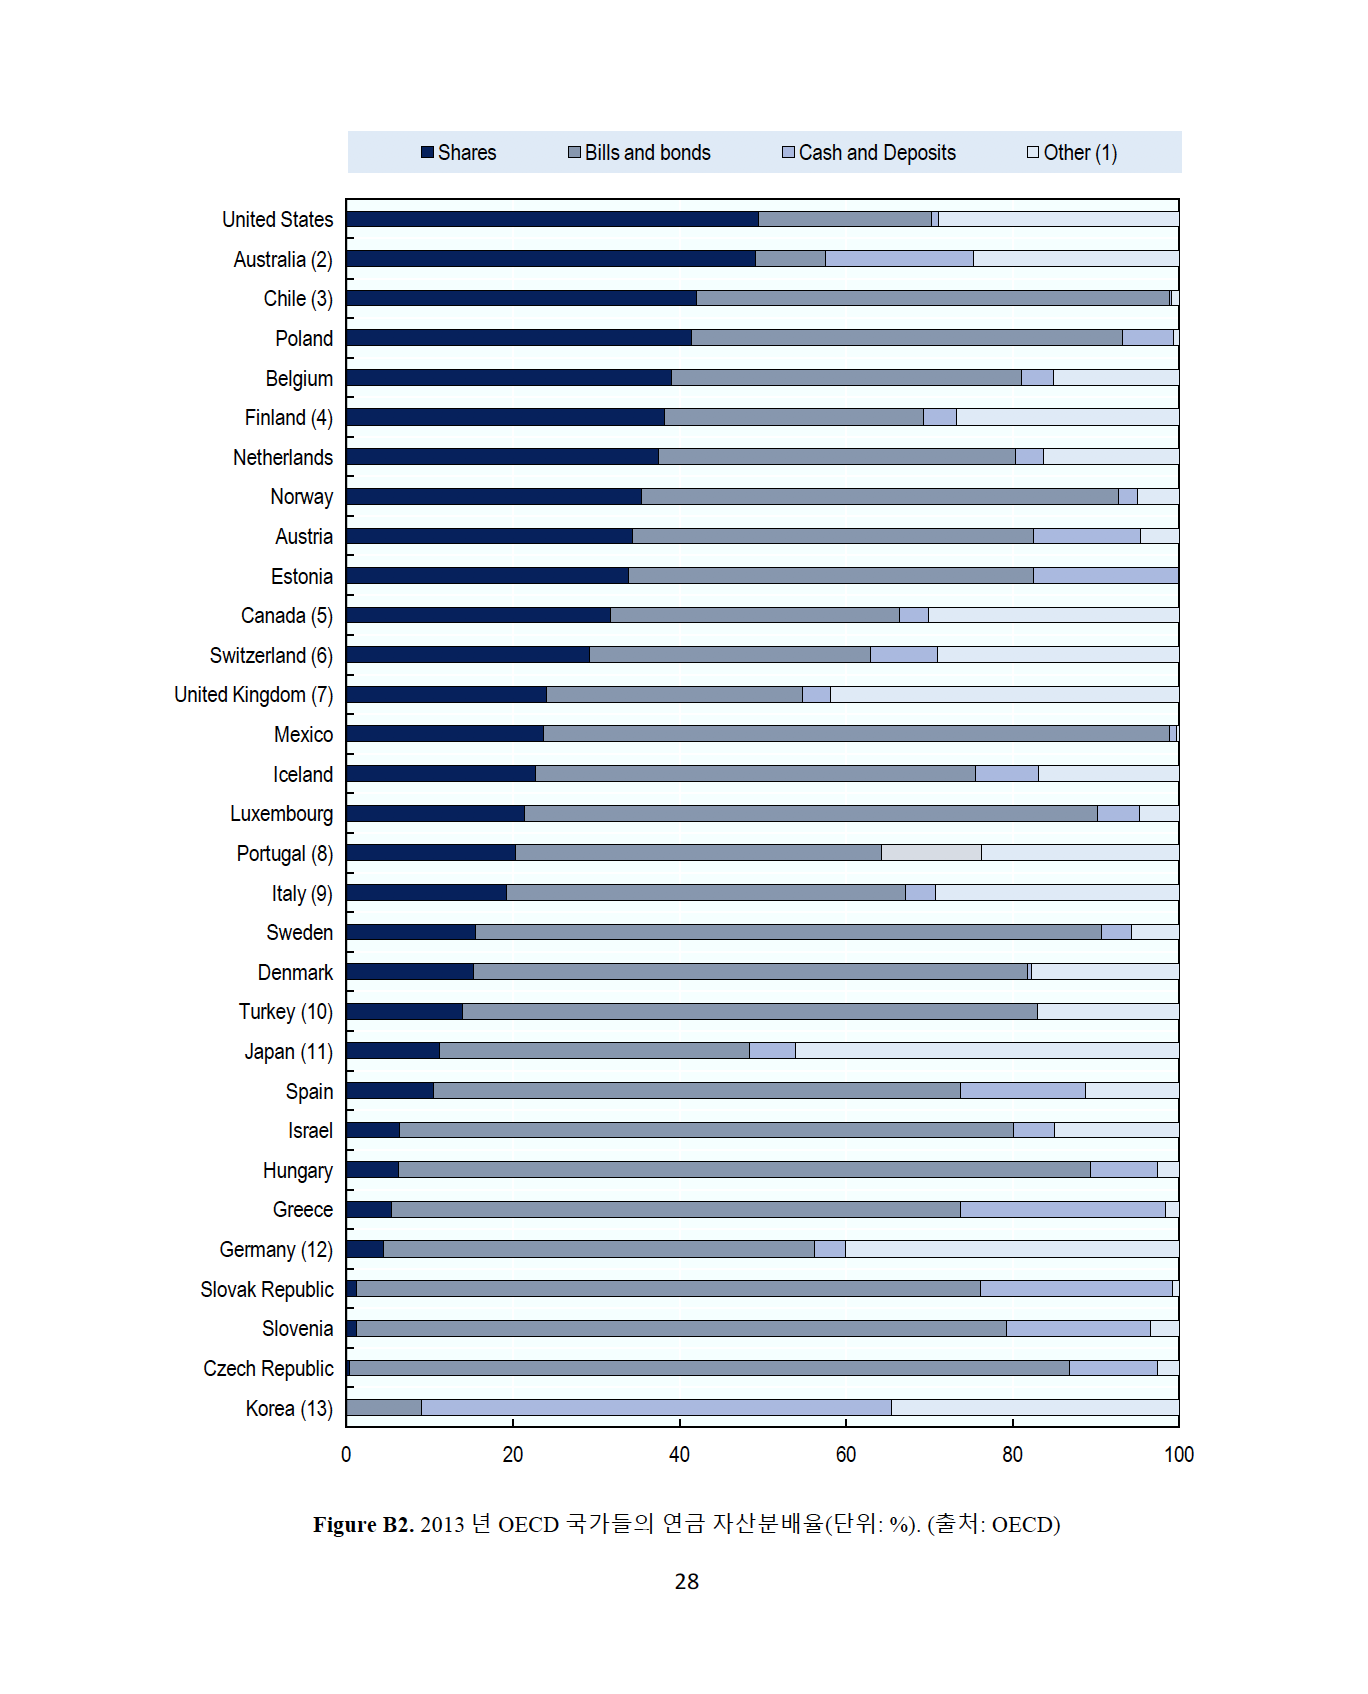 Shares Bills and bonds Cash and Deposits Other (1)
United States
Australia (2)
Chile (3)
Poland
Belgium
Finland (4)
Netherlands
Norway
Austria
Estonia
Canada (5)
Switzerland (6)
United Kingdom (7)
Mexico
Iceland
Luxembourg
Portugal (8)
Italy (9)
Sweden
Denmark
Turkey (10)
Japan (11)
Spain
Israel
Hungary
Greece
Germany (12)
Slovak Republic
Slovenia
Czech Republic
Korea (13)
0 20 40 60 80 100
Figure B2. 2013 년 OECD 국가들의 연금 자산분배율(단위: %). (출처: OECD)
28